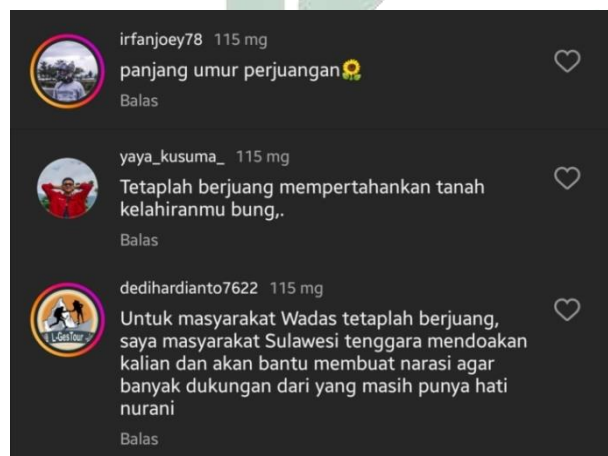 irfanjoey78 115 mg
panjang umur perjuangan🌻
Balas
yaya_kusuma_ 115 mg
Tetaplah berjuang mempertahankan tanah
kelahiranmu bung,.
Balas
dedihardianto7622 115 mg
Untuk masyarakat Wadas tetaplah berjuang,
saya masyarakat Sulawesi tenggara mendoakan
kalian dan akan bantu membuat narasi agar
banyak dukungan dari yang masih punya hati
nurani
Balas
L-GesTour